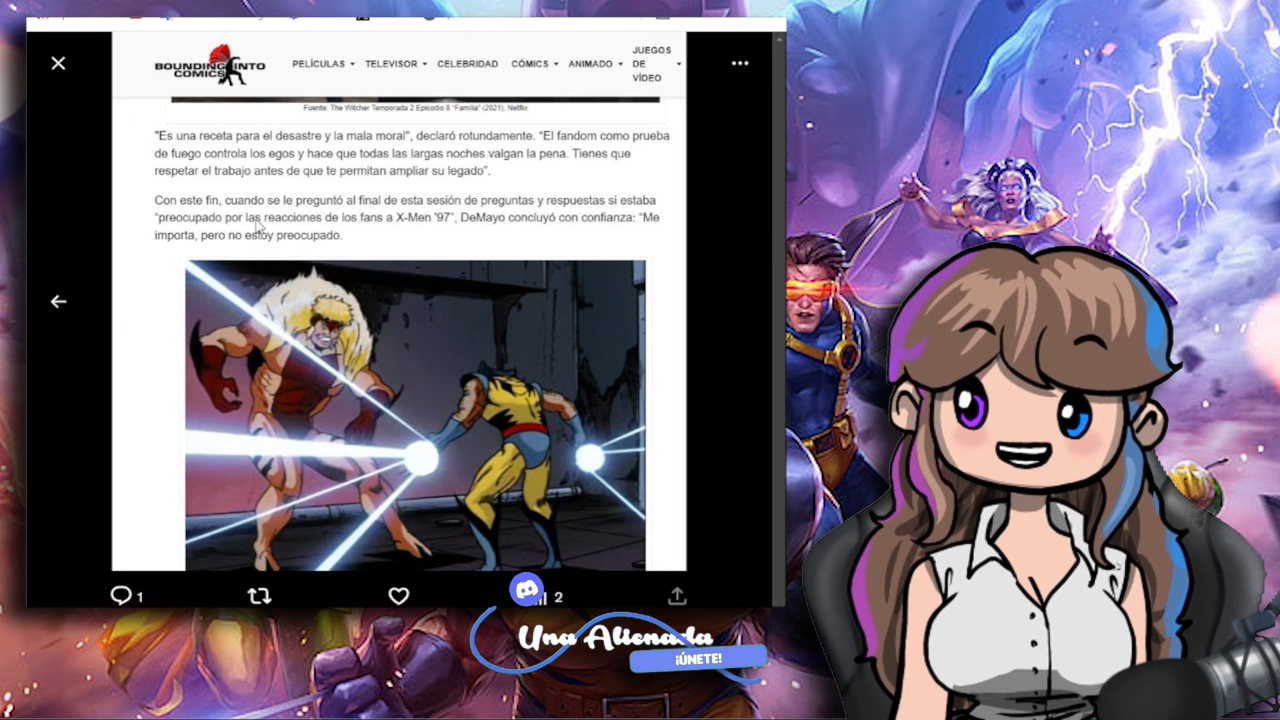 BOUNDING INTO
COMICS
PELÍCULAS
TELEVISOR
CELEBRIDAD
CÓMICS
ANIMADO
JUEGOS
DE
VÍDEO
Fuente: The Witcher Temporada 2 Episodio 8 "Familia" (2021), Netflix
"Es una receta para el desastre y la mala moral", declaró rotundamente. “El fandom como prueba
de fuego controla los egos y hace que todas las largas noches valgan la pena. Tienes que
respetar el trabajo antes de que te permitan ampliar su legado”.
Con este fin, cuando se le preguntó al final de esta sesión de preguntas y respuestas si estaba
“preocupado por las reacciones de los fans a X-Men '97”, DeMayo concluyó con confianza: “Me
importa, pero no estoy preocupado.
1
2
Una Alienada
¡ÚNETE!